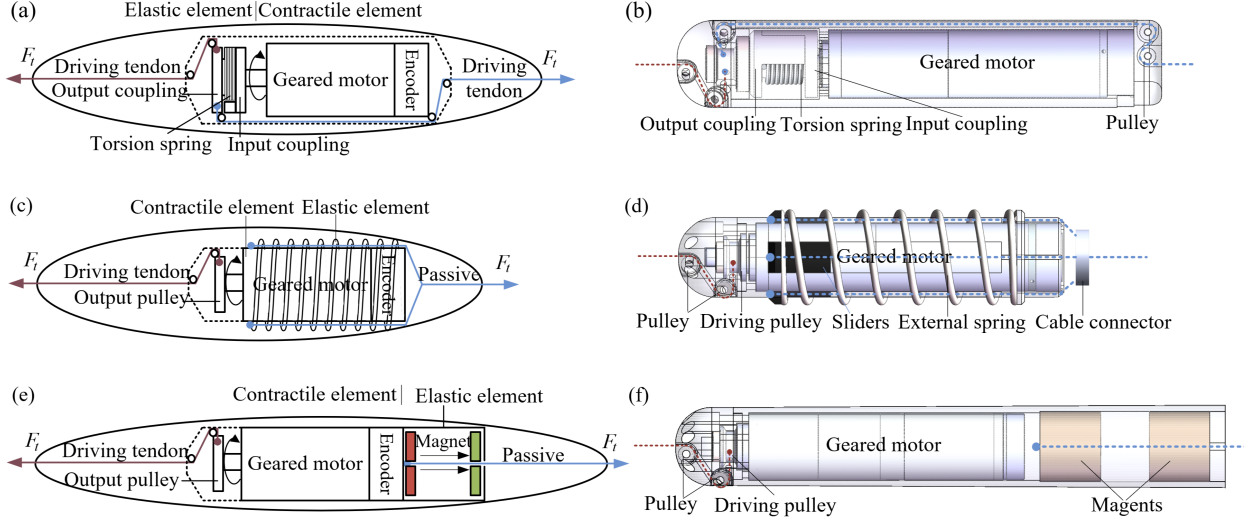 (a)
Elastic element
Contractile element
F_t
Driving tendon
Output coupling
Geared motor
Encoder
Driving
tendon
F_t
Torsion spring
Input coupling
(b)
Geared motor
Output coupling
Torsion spring
Input coupling
Pulley
(c)
Contractile element
Elastic element
F_t
Driving tendon
Output pulley
Geared motor
Encoder
Passive
F_t
(d)
Geared motor
Pulley
Driving pulley
Sliders
External spring
Cable connector
(e)
Contractile element
Elastic element
F_t
Driving tendon
Output pulley
Geared motor
Encoder
Magnet
Passive
F_t
(f)
Geared motor
Pulley
Driving pulley
Magents